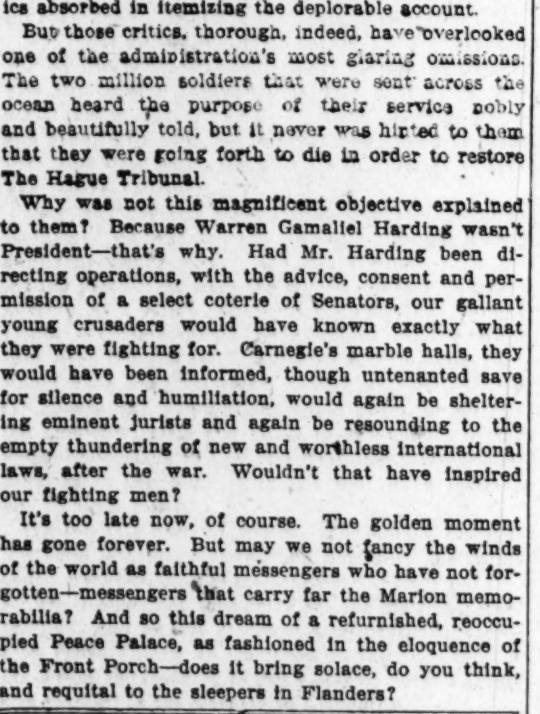 ics absorbed in itemizing the deplorable account.
But those critics, thorough, indeed, have overlooked
one of the administration's most glaring omissions.
The two million soldiers that were sent across the
ocean heard the purpose of their service nobly
and beautifully told, but it never was hinted to them
that they were going forth to die in order to restore
The Hague Tribunal.
Why was not this magnificent objective explained
to them? Because Warren Gamaliel Harding wasn't
President—that's why. Had Mr. Harding been di-
recting operations, with the advice, consent and per-
mission of a select coterie of Senators, our gallant
young crusaders would have known exactly what
they were fighting for. Carnegie's marble halls, they
would have been informed, though untenanted save
for silence and humiliation, would again be shelter-
ing eminent jurists and again be resounding to the
empty thundering of new and worthless international
laws, after the war. Wouldn't that have inspired
our fighting men?
It's too late now, of course. The golden moment
has gone forever. But may we not fancy the winds
of the world as faithful messengers who have not for-
gotten—messengers that carry far the Marion memo-
rabilia? And so this dream of a refurnished, reoccu-
pied Peace Palace, as fashioned in the eloquence of
the Front Porch—does it bring solace, do you think,
and requital to the sleepers in Flanders?